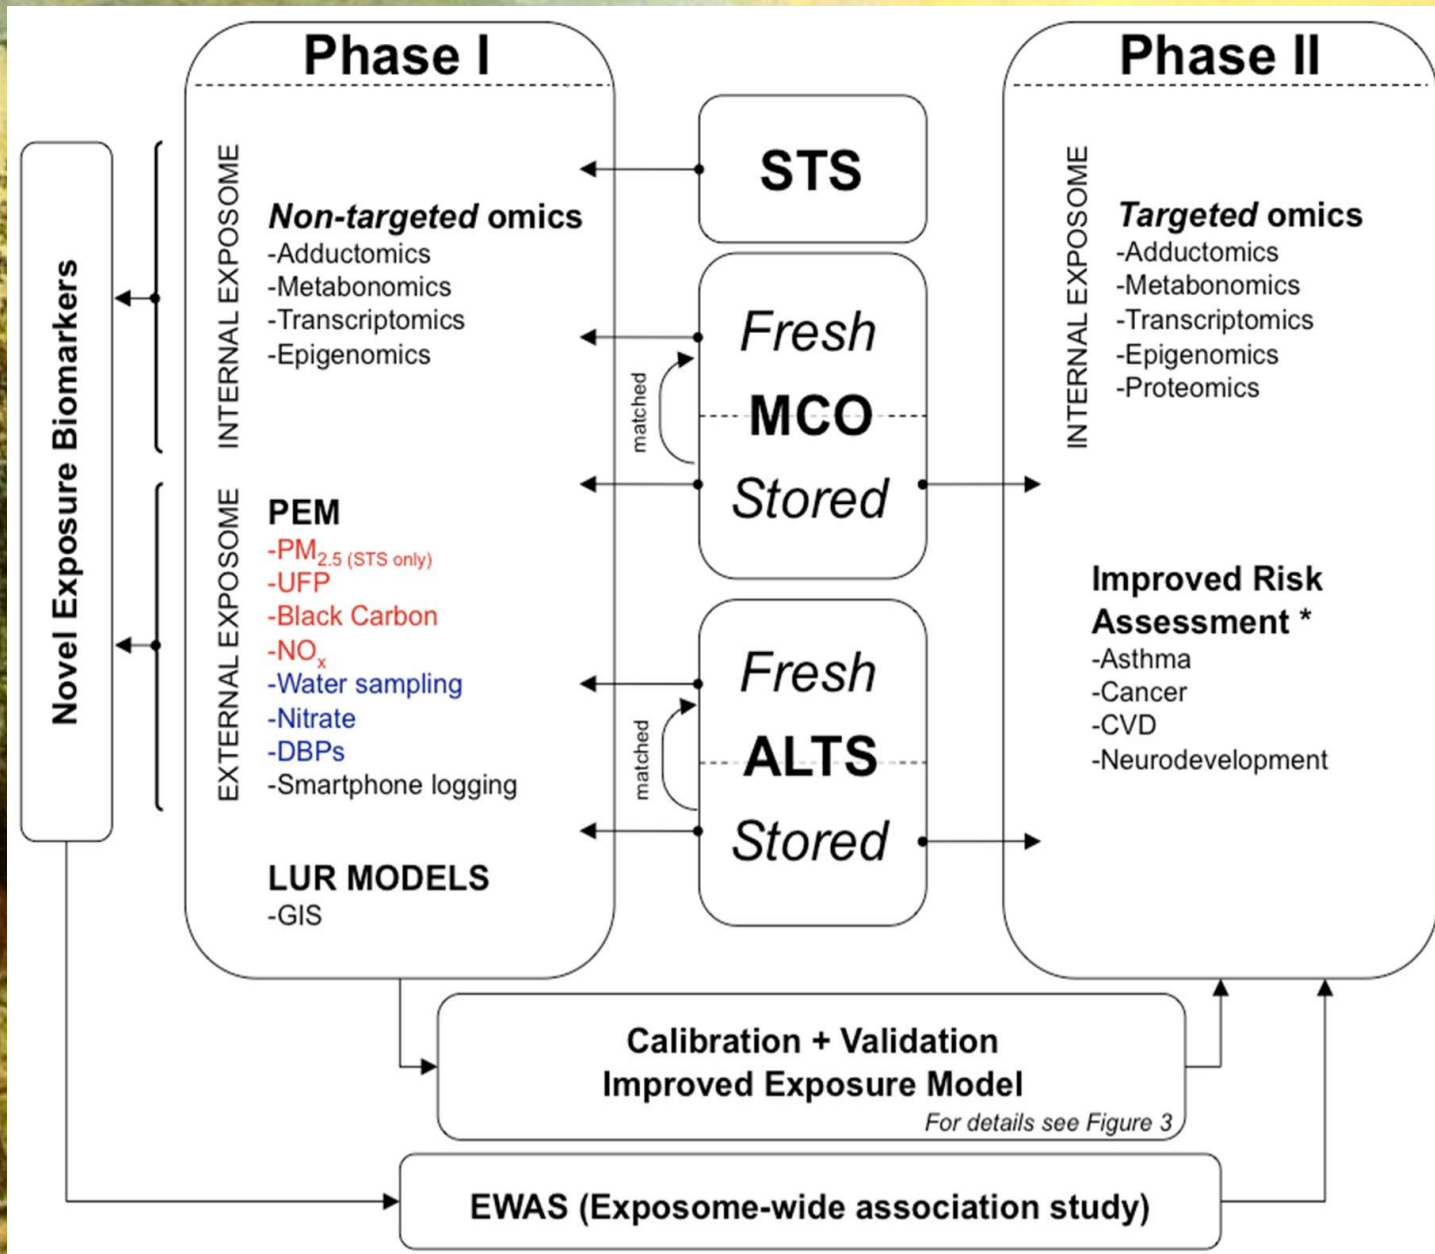 Phase I
INTERNAL EXPOSOME
Non-targeted omics
-Adductomics
-Metabonomics
-Transcriptomics
-Epigenomics
EXTERNAL EXPOSOME
PEM
-PM2.5 (STS only)
-UFP
-Black Carbon
-NOx
-Water sampling
-Nitrate
-DBPs
-Smartphone logging
LUR MODELS
-GIS
Novel Exposure Biomarkers
STS
Fresh
MCO
Stored
matched
Fresh
ALTS
Stored
matched
Phase II
INTERNAL EXPOSOME
Targeted omics
-Adductomics
-Metabonomics
-Transcriptomics
-Epigenomics
-Proteomics
Improved Risk
Assessment *
-Asthma
-Cancer
-CVD
-Neurodevelopment
Calibration + Validation
Improved Exposure Model
For details see Figure 3
EWAS (Exposome-wide association study)